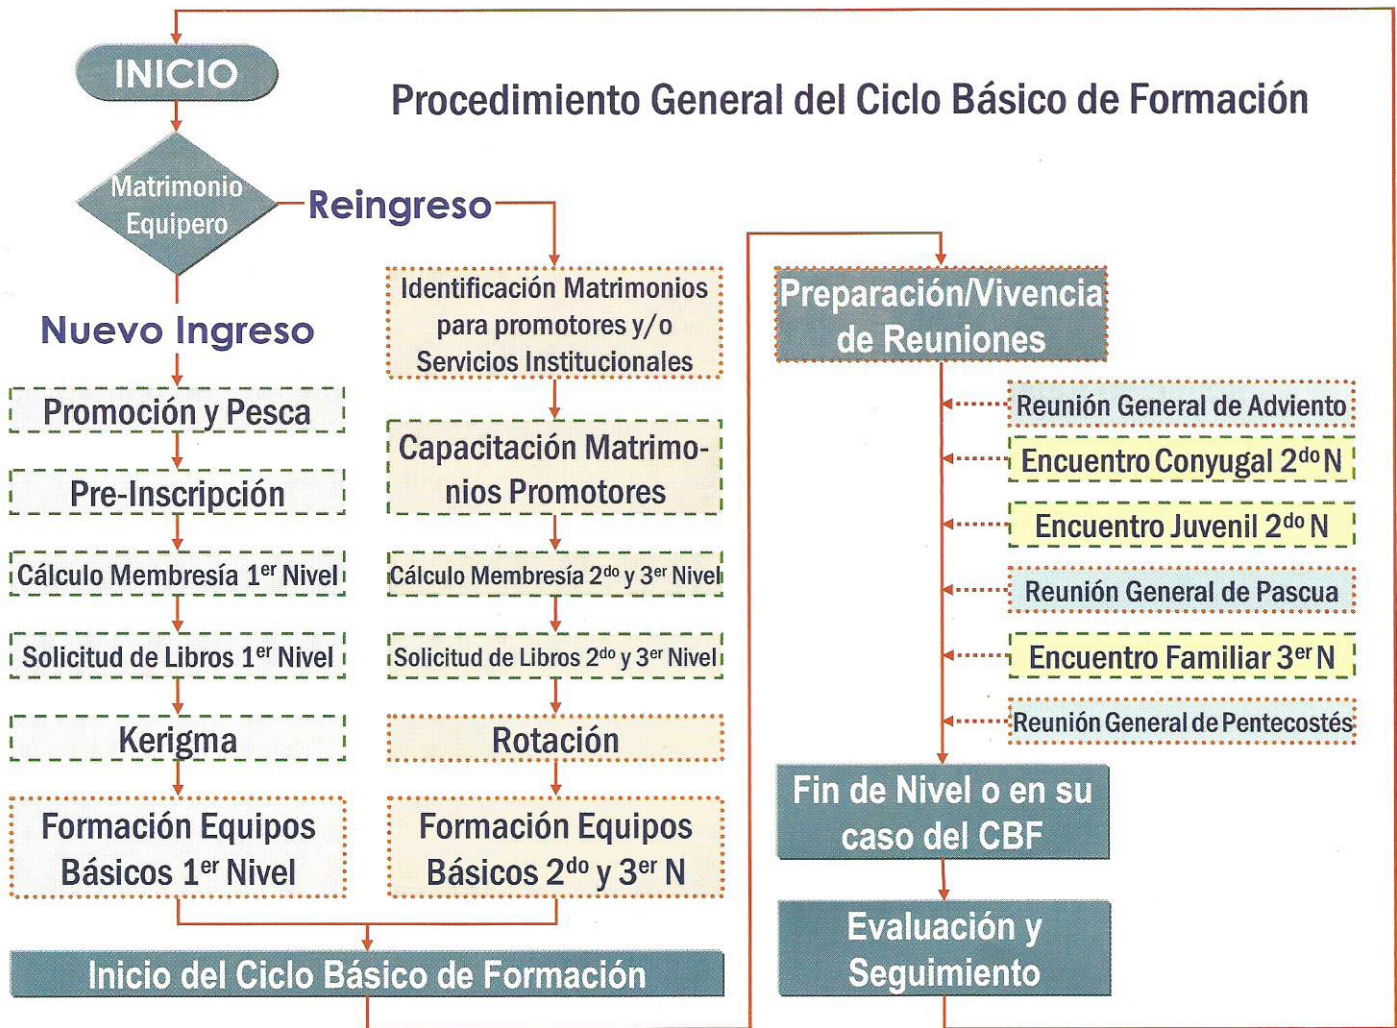 INICIO
Procedimiento General del Ciclo Básico de Formación
Matrimonio
Equipero
Reingreso
Nuevo Ingreso
Promoción y Pesca
Pre-Inscripción
Cálculo Membresía 1er Nivel
Solicitud de Libros 1er Nivel
Kerigma
Formación Equipos
Básicos 1er Nivel
Identificación Matrimonios
para promotores y/o
Servicios Institucionales
Capacitación Matrimo-
nios Promotores
Cálculo Membresía 2do y 3er Nivel
Solicitud de Libros 2do y 3er Nivel
Rotación
Formación Equipos
Básicos 2do y 3er N
Inicio del Ciclo Básico de Formación
Preparación/Vivencia
de Reuniones
Reunión General de Adviento
Encuentro Conyugal 2do N
Encuentro Juvenil 2do N
Reunión General de Pascua
Encuentro Familiar 3er N
Reunión General de Pentecostés
Fin de Nivel o en su
caso del CBF
Evaluación y
Seguimiento